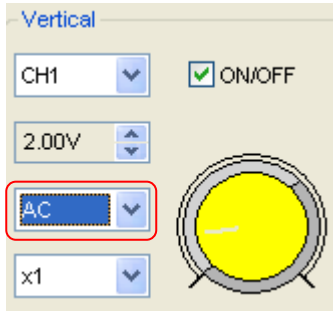 Vertical
CH1
ON/OFF
2.00V
AC
x1